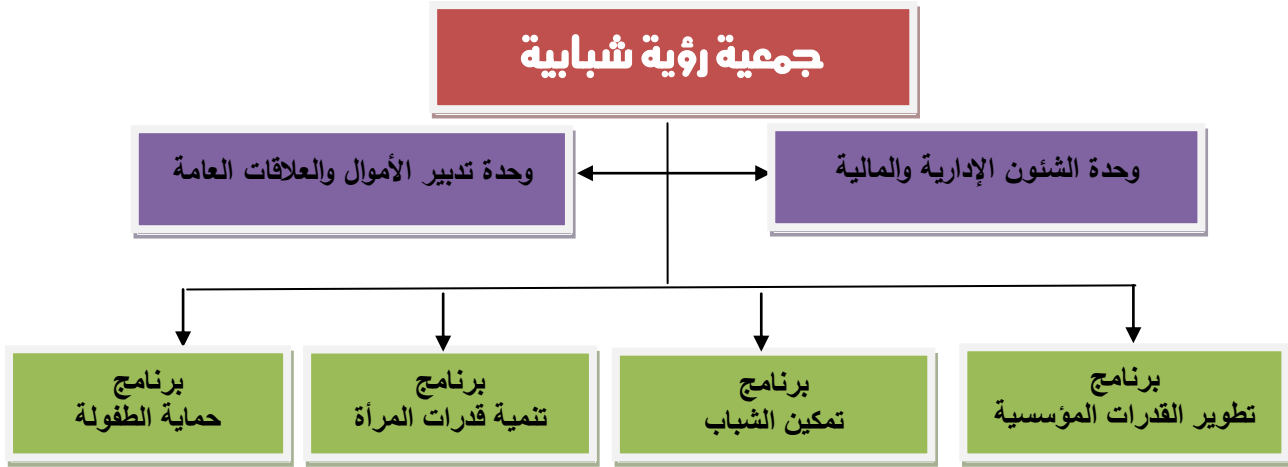 جمعية رؤية شبابية
وحدة الشئون الإدارية والمالية
وحدة تدبير الأموال والعلاقات العامة
برنامج
تطوير القدرات المؤسسية
برنامج
تمكين الشباب
برنامج
تنمية قدرات المرأة
برنامج
حماية الطفولة